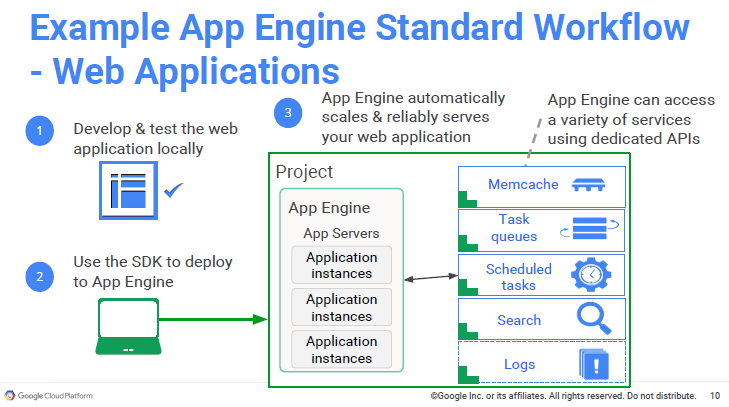 Example App Engine Standard Workflow
- Web Applications
1
Develop & test the web
application locally
2
Use the SDK to deploy
to App Engine
3
App Engine automatically
scales & reliably serves
your web application
App Engine can access
a variety of services
using dedicated APIs
Project
App Engine
App Servers
Application
instances
Application
instances
Application
instances
Memcache
Task
queues
Scheduled
tasks
Search
Logs
!
Google Cloud Platform
©Google Inc. or its affiliates. All rights reserved. Do not distribute.
10